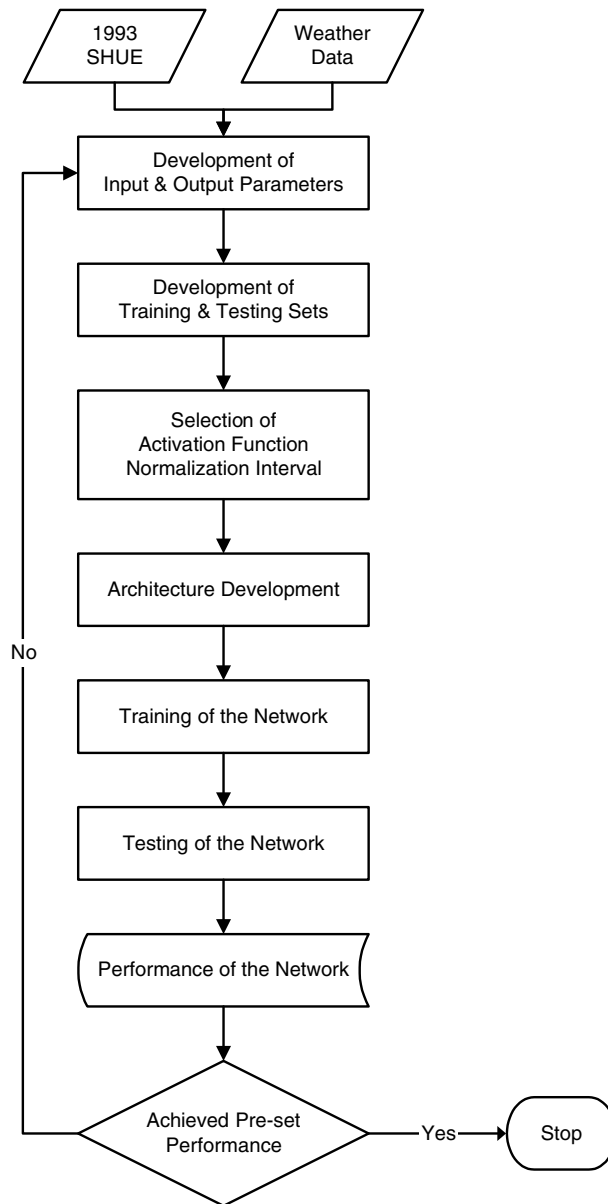 1993
SHUE
Weather
Data
Development of
Input & Output Parameters
Development of
Training & Testing Sets
Selection of
Activation Function
Normalization Interval
Architecture Development
No
Training of the Network
Testing of the Network
Performance of the Network
Achieved Pre-set
Performance
Yes
Stop